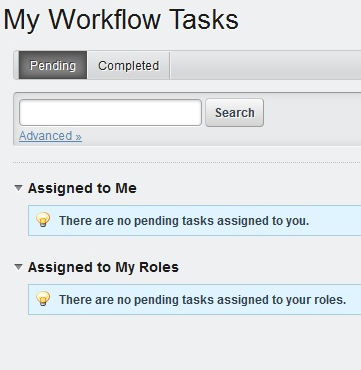 My Workflow Tasks
Pending Completed
Search
Advanced »
Assigned to Me
There are no pending tasks assigned to you.
Assigned to My Roles
There are no pending tasks assigned to your roles.